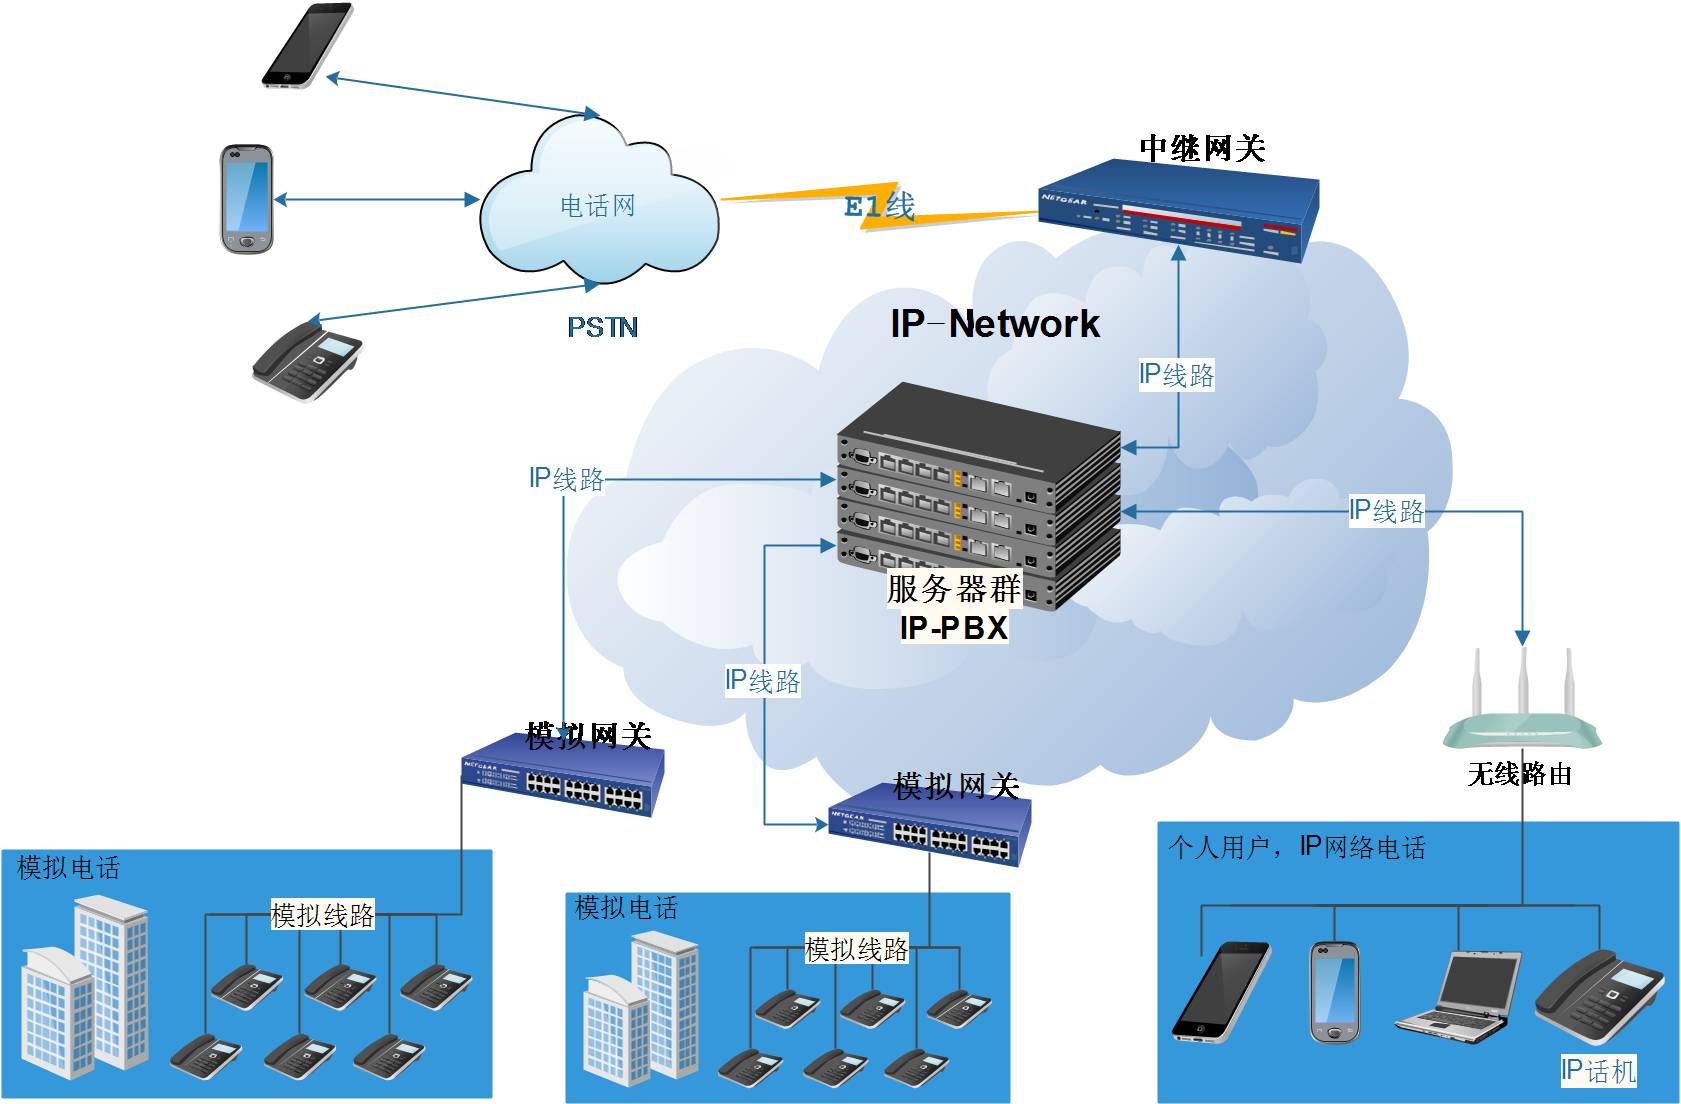 中继网关
NETGEAR
电话网
E1线
PSTN
IP-Network
IP线路
IP线路
IP线路
服务器群
IP-PBX
IP线路
模拟网关
NETGEAR
模拟网关
NETGEAR
无线路由
模拟电话
模拟线路
模拟电话
模拟线路
个人用户，IP网络电话
IP话机